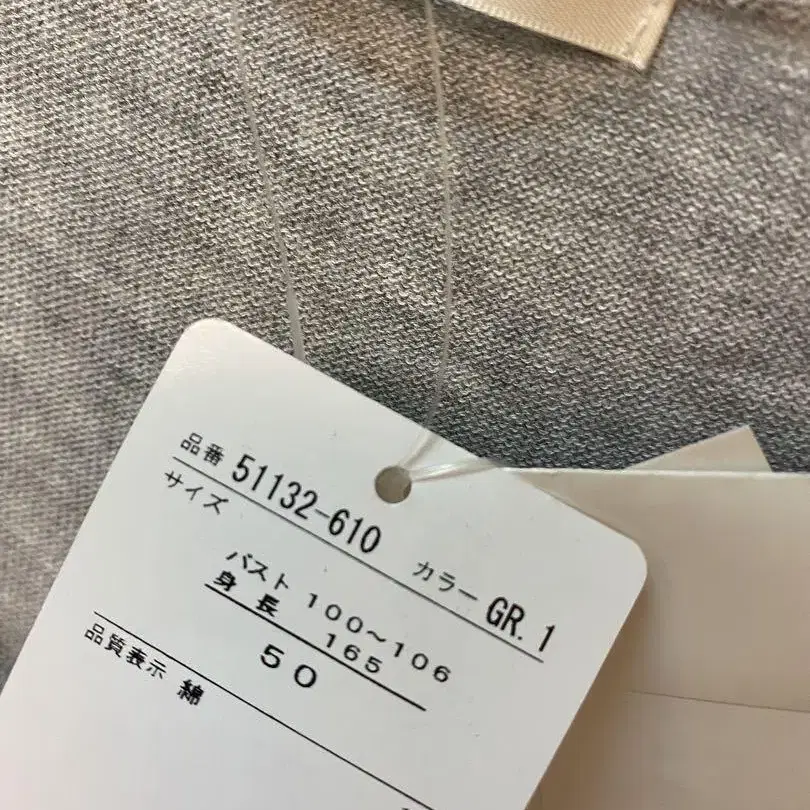 品番 51132-610 カラー GR.1
サイズ
バスト 100～106
身長 165
50
品質表示 綿